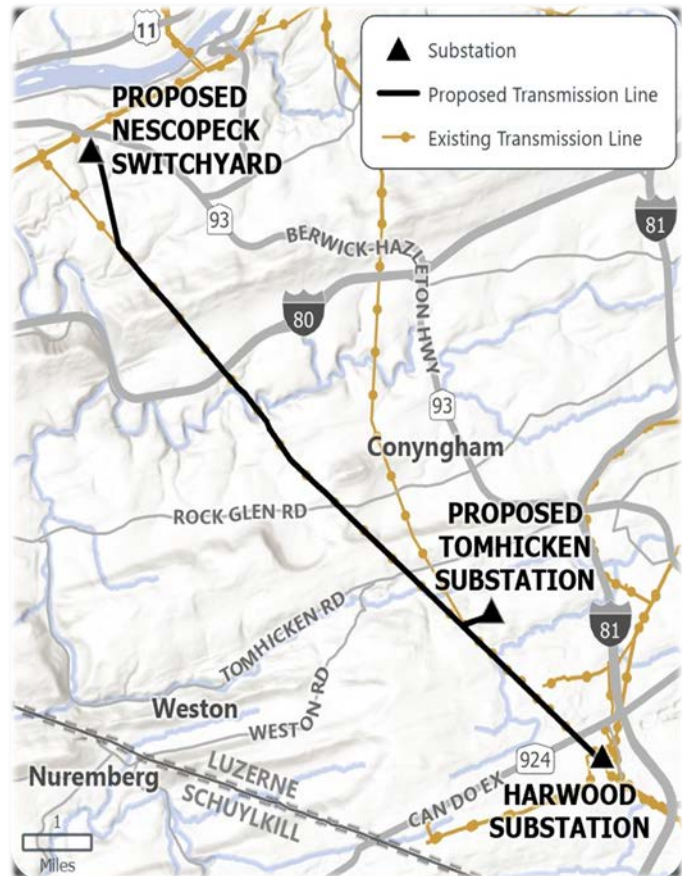 11
Substation
Proposed Transmission Line
Existing Transmission Line
PROPOSED
NESCOPECK
SWITCHYARD
93
81
BERWICK-HAZLETON HWY
80
93
Conyngham
ROCK GLEN RD
PROPOSED
TOMHICKEN
SUBSTATION
TOMHICKEN RD
81
Weston
WESTON RD
LUZERNE
SCHUYLKILL
Nuremberg
924
CAN DO EX
HARWOOD
SUBSTATION
1
Miles